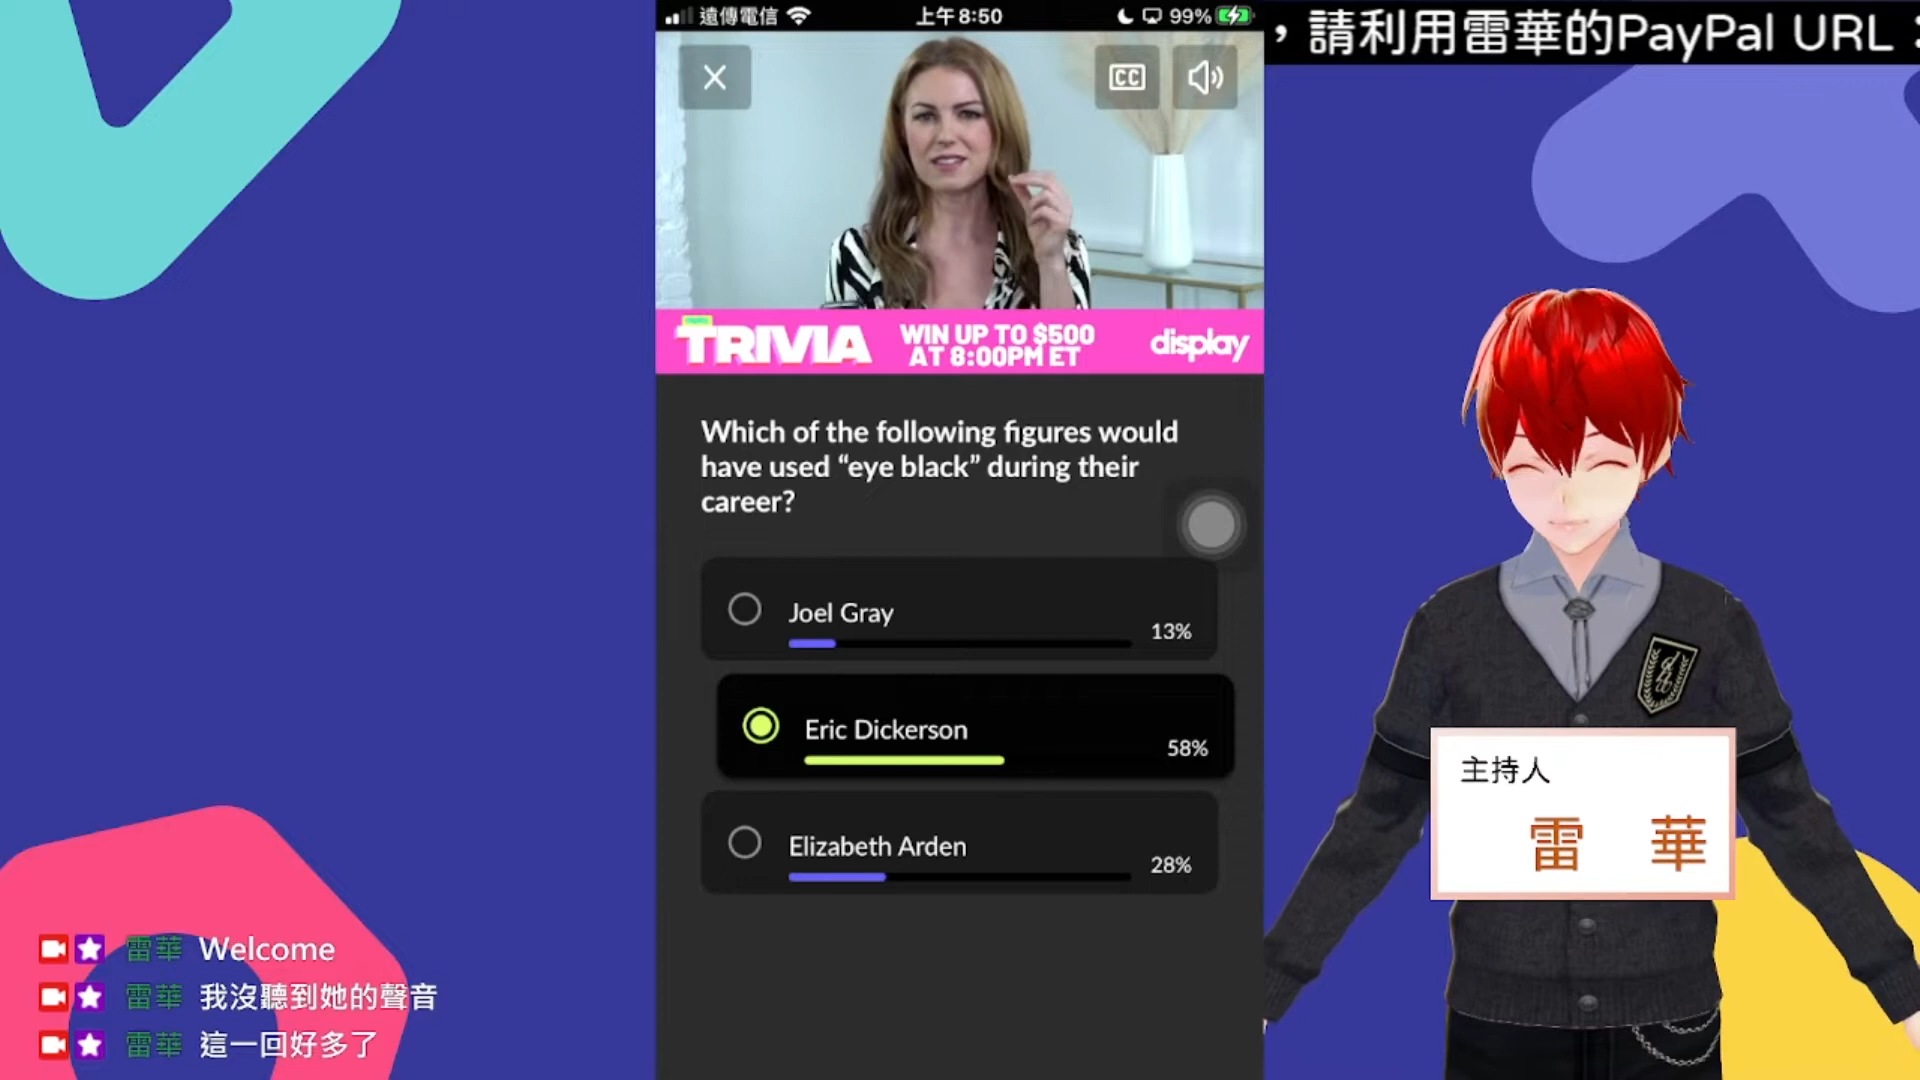 遠傳電信
上午8:50
99%
，請利用雷華的PayPal URL：
CC
TRIVIA
WIN UP TO $500
AT 8:00PM ET
display
Which of the following figures would
have used “eye black” during their
career?
Joel Gray
13%
Eric Dickerson
58%
Elizabeth Arden
28%
主持人
雷 華
雷華 Welcome
雷華 我沒聽到她的聲音
雷華 這一回好多了